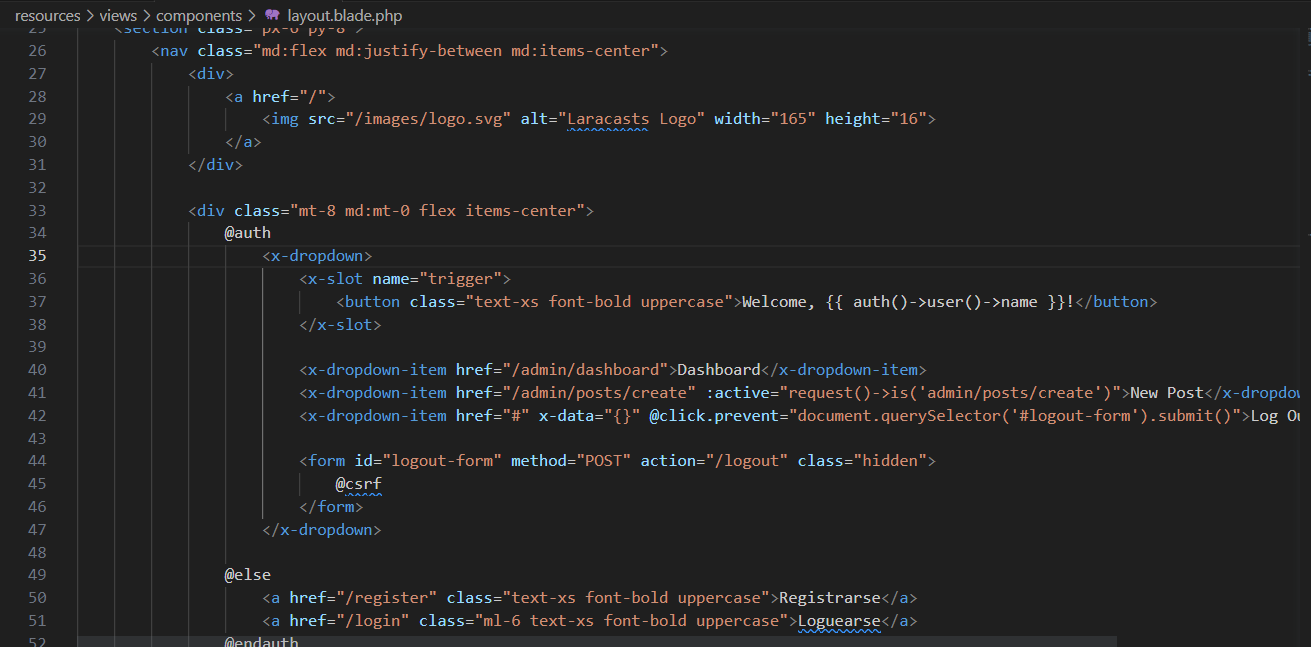 resources > views > components > layout.blade.php
25 <section class="px-6 py-8">
26 <nav class="md:flex md:justify-between md:items-center">
27 <div>
28 <a href="/">
29 <img src="/images/logo.svg" alt="Laracasts Logo" width="165" height="16">
30 </a>
31 </div>
32
33 <div class="mt-8 md:mt-0 flex items-center">
34 @auth
35 <x-dropdown>
36 <x-slot name="trigger">
37 <button class="text-xs font-bold uppercase">Welcome, {{ auth()->user()->name }}!</button>
38 </x-slot>
39
40 <x-dropdown-item href="/admin/dashboard">Dashboard</x-dropdown-item>
41 <x-dropdown-item href="/admin/posts/create" :active="request()->is('admin/posts/create')">New Post</x-dropdow
42 <x-dropdown-item href="#" x-data="{}" @click.prevent="document.querySelector('#logout-form').submit()">Log Ou
43
44 <form id="logout-form" method="POST" action="/logout" class="hidden">
45 @csrf
46 </form>
47 </x-dropdown>
48
49 @else
50 <a href="/register" class="text-xs font-bold uppercase">Registrarse</a>
51 <a href="/login" class="ml-6 text-xs font-bold uppercase">Loguearse</a>
52 @endauth